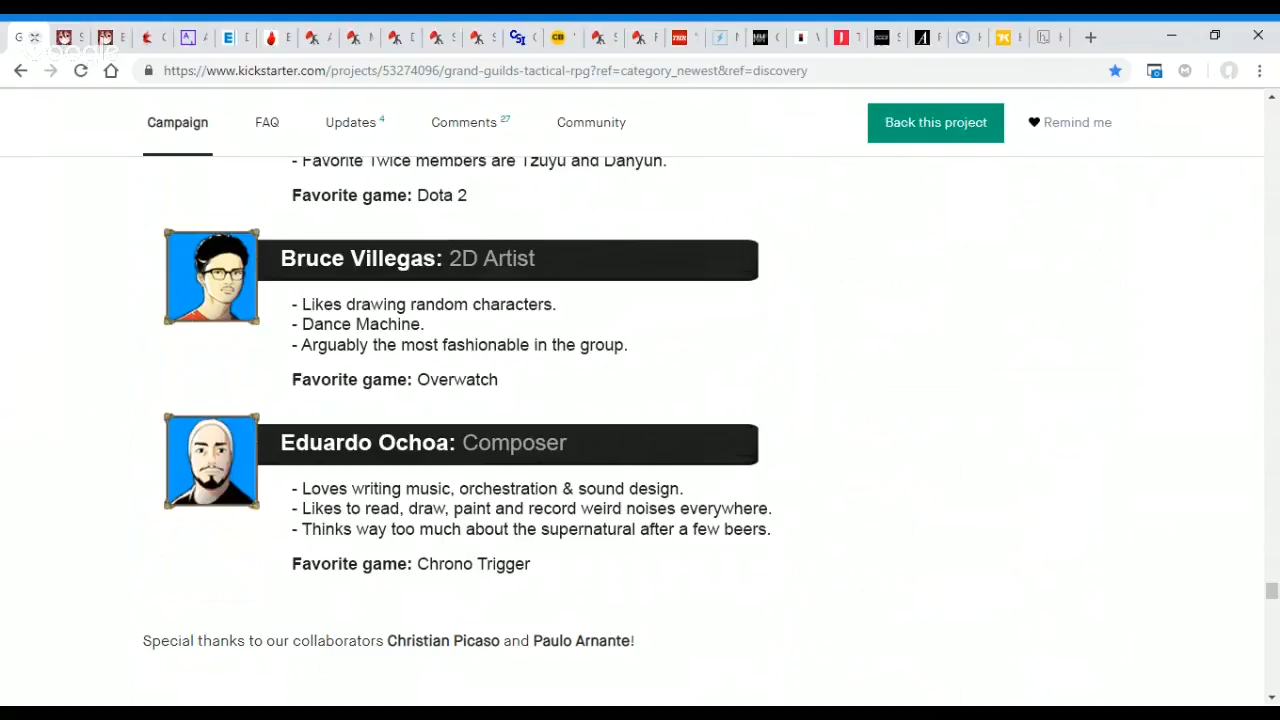 https://www.kickstarter.com/projects/53274096/grand-guilds-tactical-rpg?ref=category_newest&ref=discovery
Campaign FAQ Updates 4 Comments 27 Community Back this project Remind me
- Favorite Twice members are Tzuyu and Dahyun.
Favorite game: Dota 2
Bruce Villegas: 2D Artist
- Likes drawing random characters.
- Dance Machine.
- Arguably the most fashionable in the group.
Favorite game: Overwatch
Eduardo Ochoa: Composer
- Loves writing music, orchestration & sound design.
- Likes to read, draw, paint and record weird noises everywhere.
- Thinks way too much about the supernatural after a few beers.
Favorite game: Chrono Trigger
Special thanks to our collaborators Christian Picaso and Paulo Arnante!